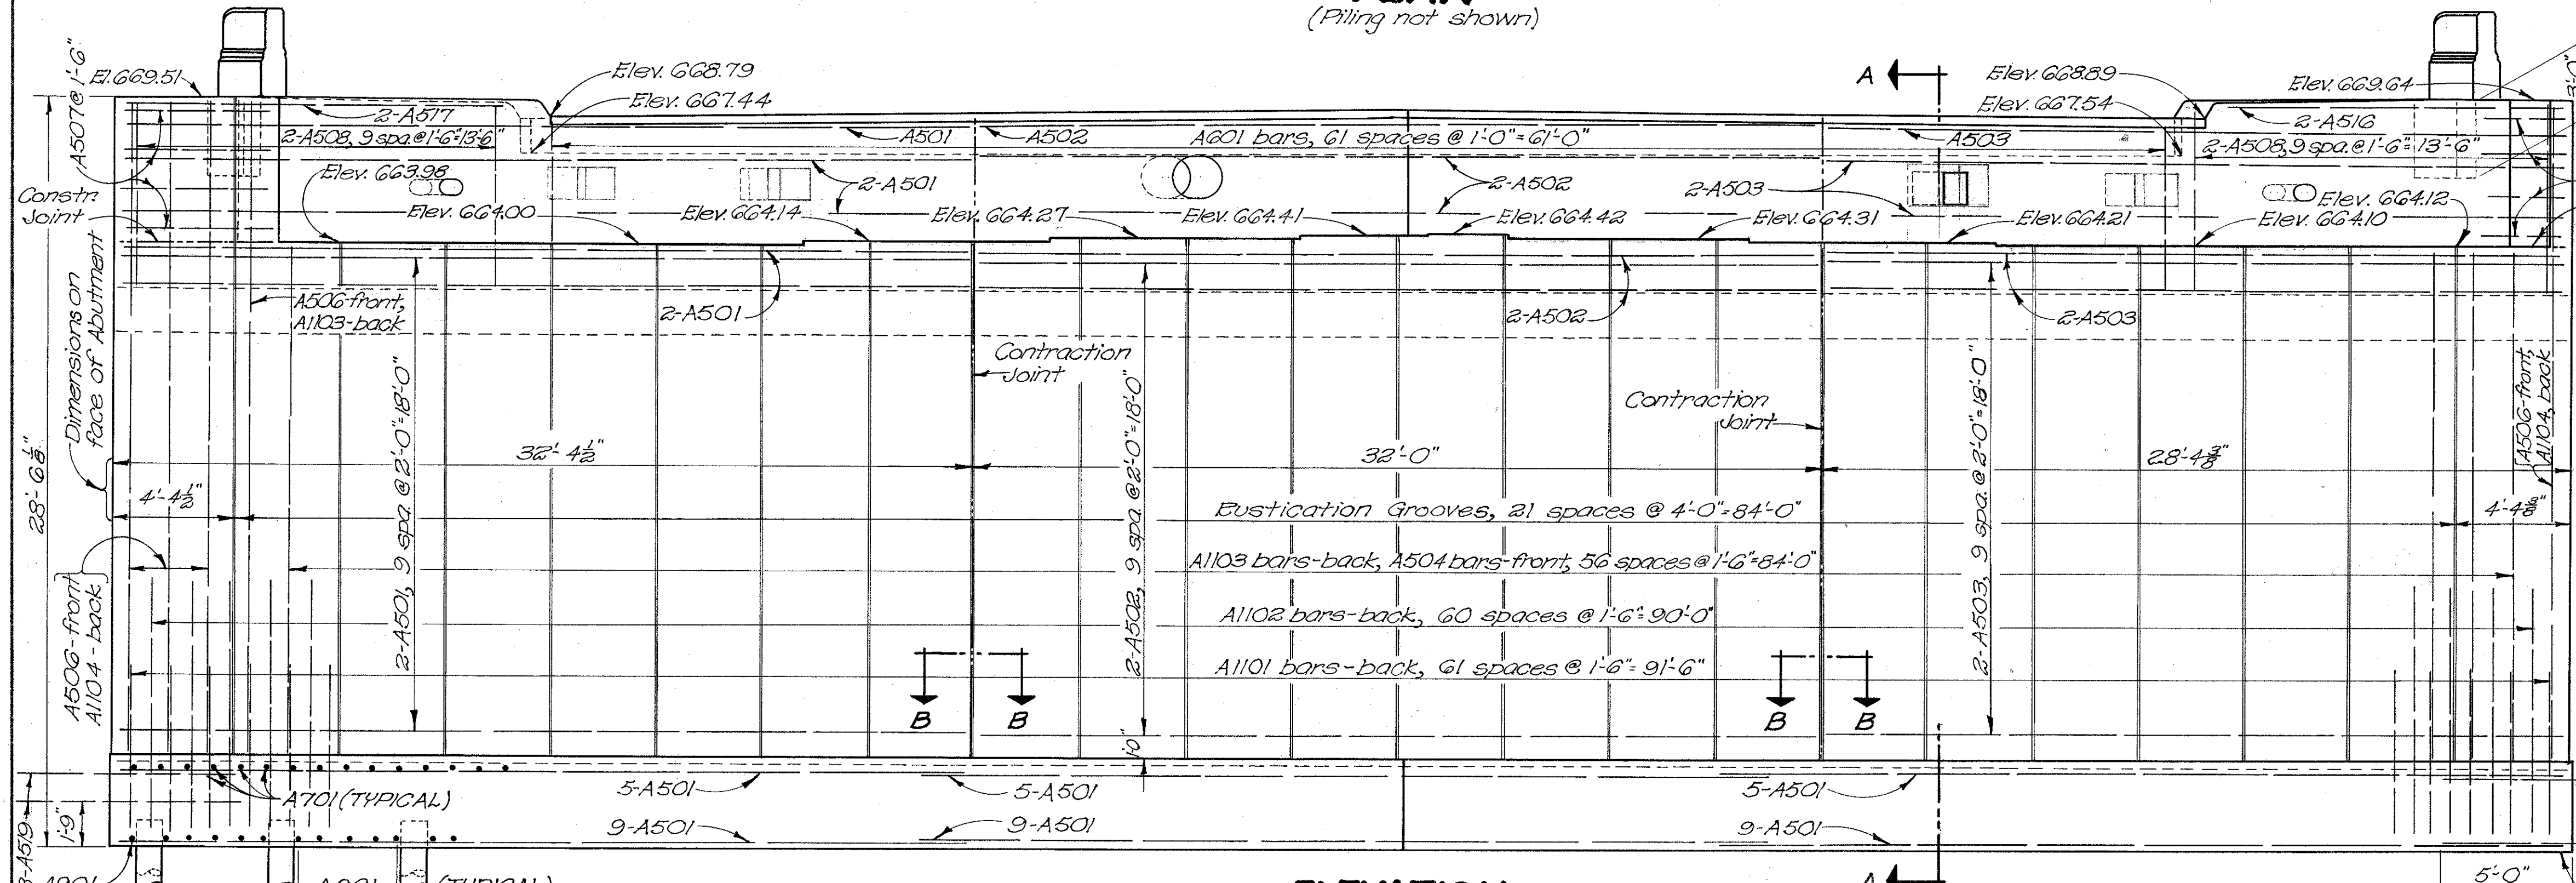 (Piling not shown)
El.669.51
A507@ 1'-6"
Elev. 668.79
Elev. 667.44
A
Elev. 668.89
Elev. 667.54
Elev. 669.64
3'-0"
2-A517
2-A508, 9 spa.@1'-6"=13'-6"
A501
A502
A601 bars, 61 spaces @ 1'-0"=61'-0"
A503
2-A516
2-A508, 9 spa.@1'-6"=13'-6"
Constr. Joint
Elev. 663.98
2-A501
2-A502
2-A503
Elev. 664.00
Elev. 664.14
Elev. 664.27
Elev. 664.41
Elev. 664.42
Elev. 664.31
Elev. 664.21
Elev. 664.10
Elev. 664.12
Dimensions on
face of Abutment
A506-front,
A1103-back
2-A501
2-A502
2-A503
Contraction
Joint
Contraction
Joint
A506-front,
A1104, back
28'-6⅛"
2-A501, 9 spa. @ 2'-0"=18'-0"
2-A502, 9 spa. @ 2'-0"=18'-0"
2-A503, 9 spa. @ 2'-0"=18'-0"
32'-4½"
32'-0"
28'-4⅜"
4'-4½"
4'-4⅜"
Rustication Grooves, 21 spaces @ 4'-0"=84'-0"
A1103 bars-back, A504 bars-front, 56 spaces @ 1'-6"=84'-0"
A1102 bars-back, 60 spaces @ 1'-6"=90'-0"
A1101 bars-back, 61 spaces @ 1'-6"=91'-6"
A506-front
A1104-back
B
B
B
B
1'-0"
A701 (TYPICAL)
5-A501
5-A501
5-A501
9-A501
9-A501
9-A501
1'-9"
3-A519
(TYPICAL)
ELEVATION
A
5'-0"